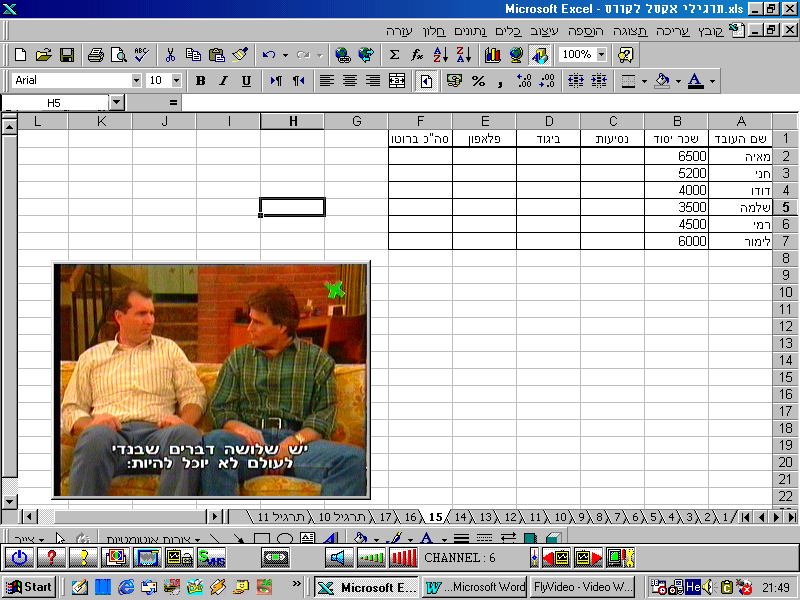 Microsoft Excel - תרגילי אקסל לקורס.xls
קובץ עריכה תצוגה הוספה עיצוב כלים נתונים חלון עזרה
Arial 10 B I U 100%
H5 =
A B C D E F G H I J K L
1 שם העובד שכר יסוד נסיעות ביגוד פלאפון סה"כ ברוטו
2 מאיה 6500
3 חני 5200
4 דודו 4000
5 שלמה 3500
6 רמי 4500
7 לימור 6000
8
9
10
11
12
13
14
15
16
17
18
19
20
21
22
יש שלושה דברים שבנדי
לעולם לא יוכל להיות:
1 2 3 4 5 6 7 8 9 10 11 12 13 14 15 16 17 תרגיל 10 תרגיל 11
צייר צורות אוטומטיות
CHANNEL: 6
Start Microsoft E... Microsoft Word... FlyVideo - Video W... He 21:49